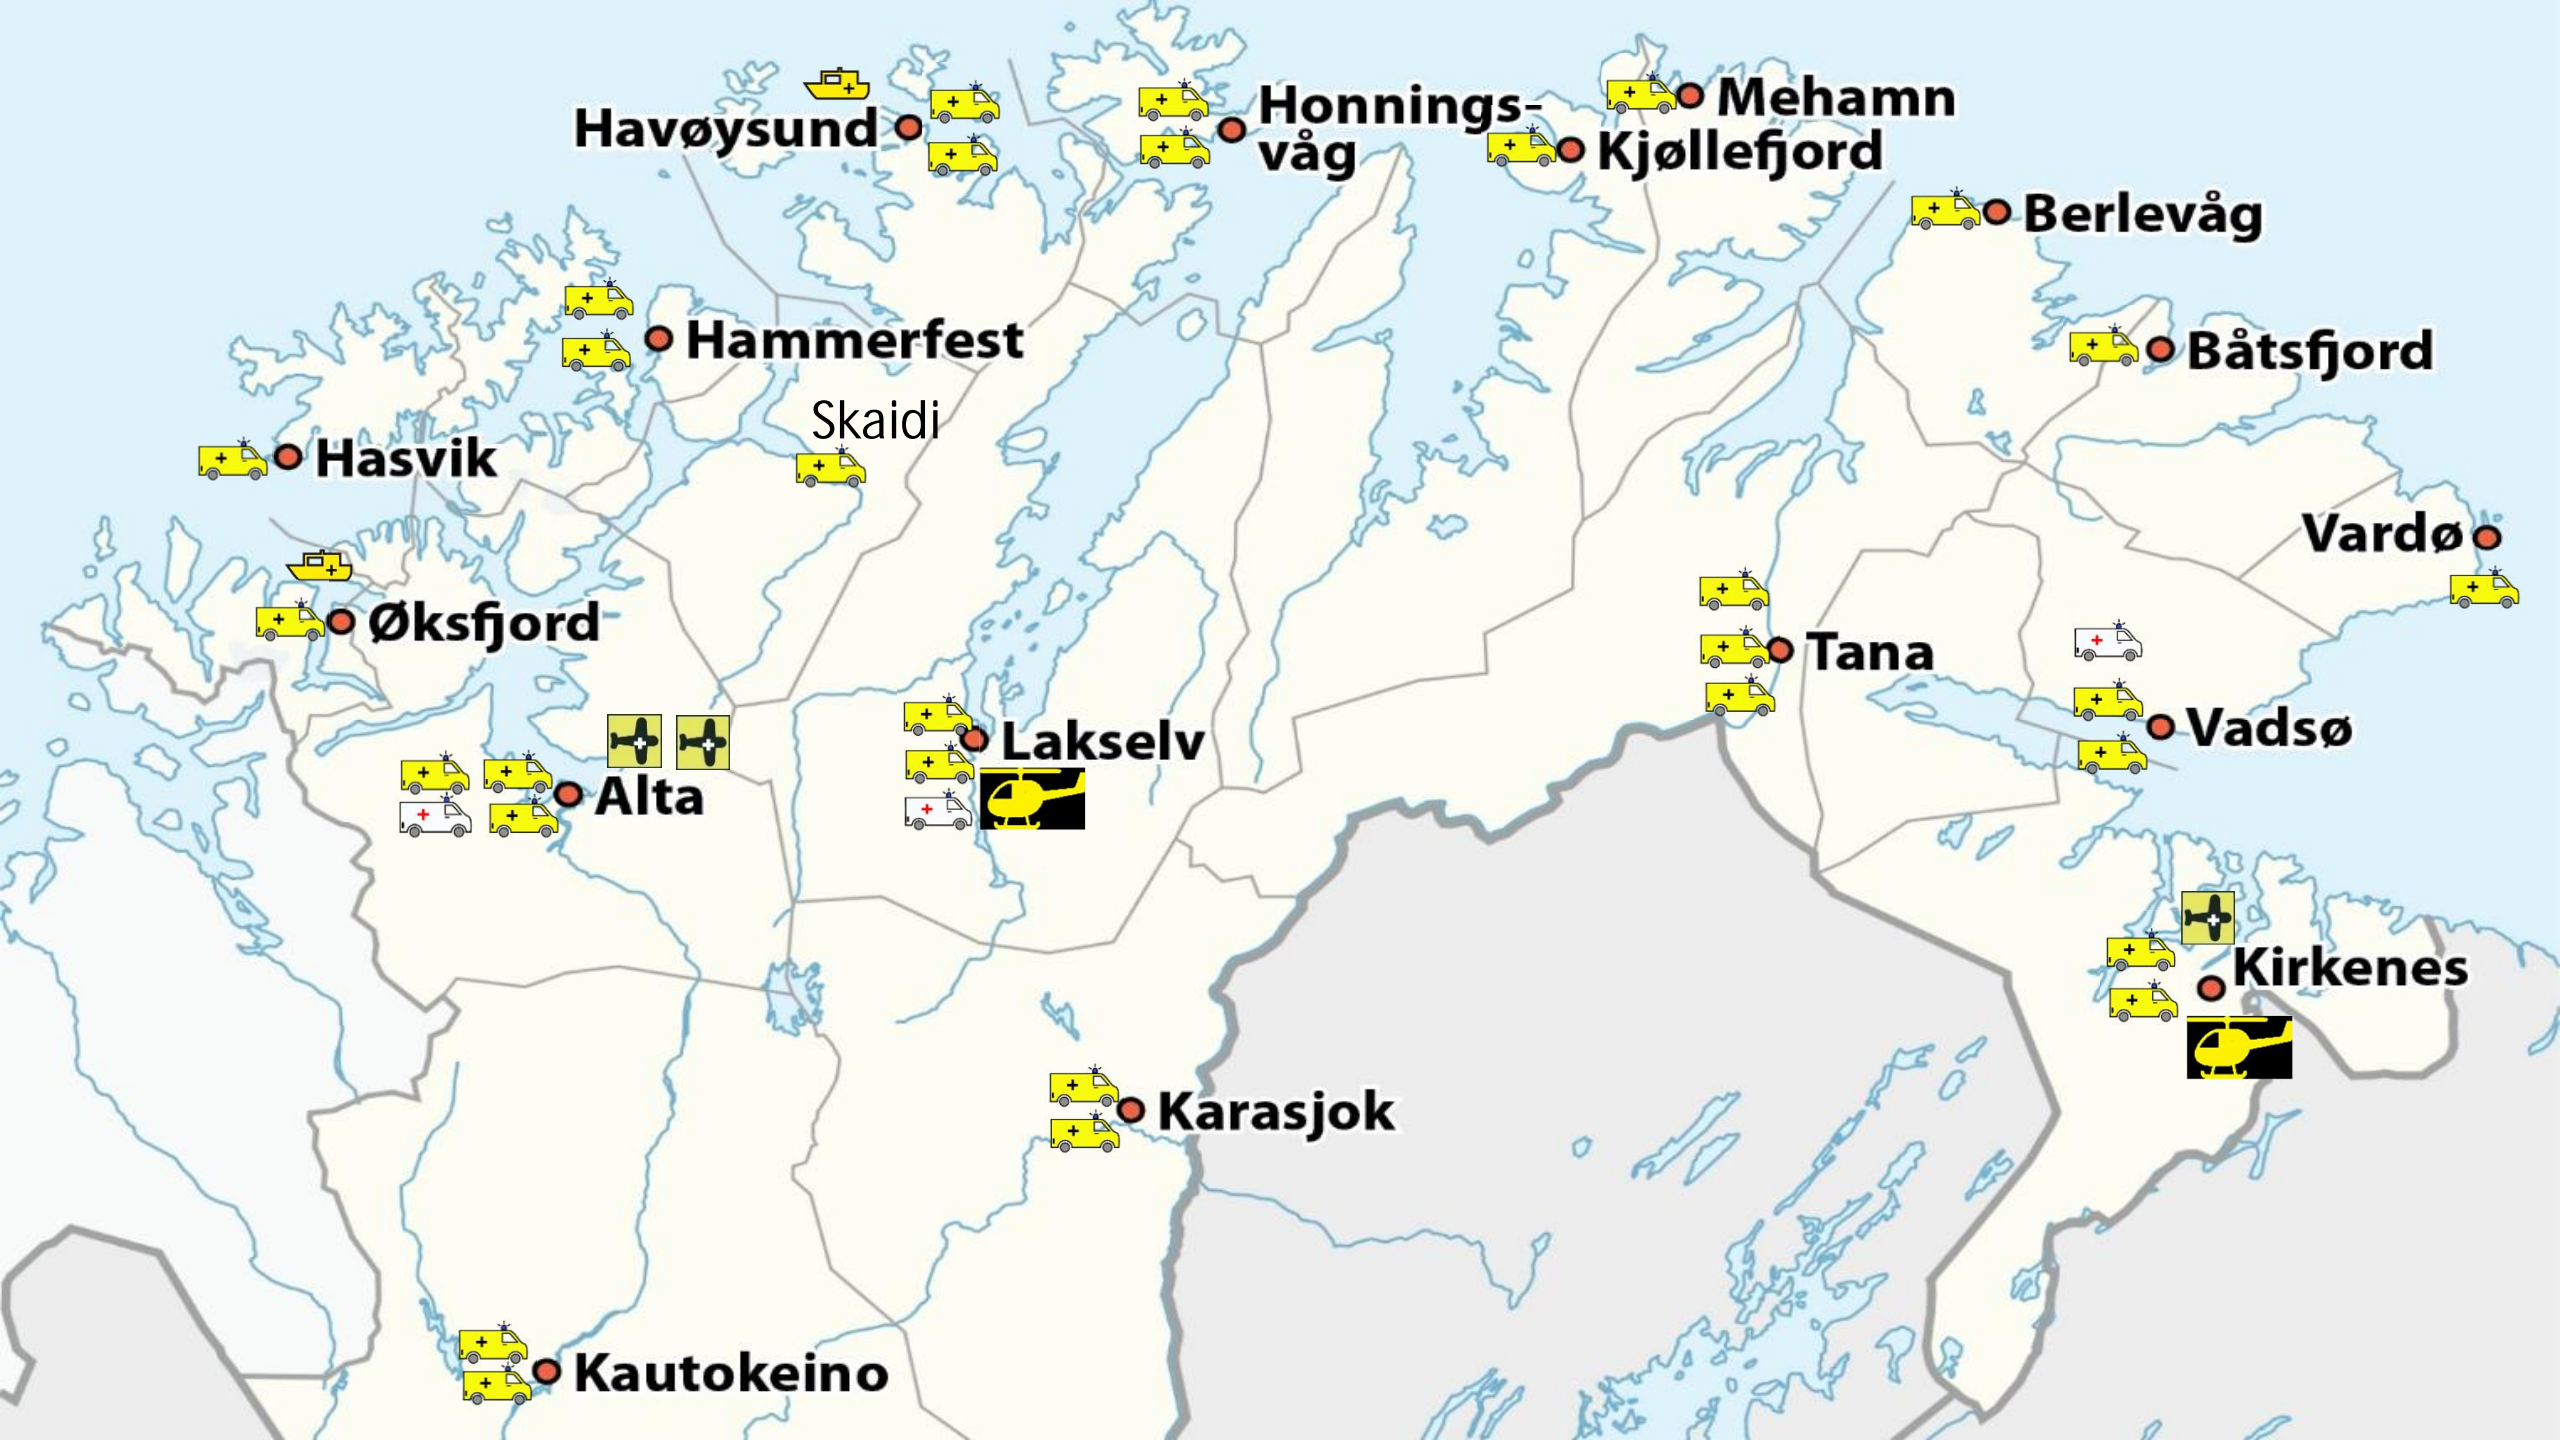 Mehamn
Havøysund
Honnings-
våg
Kjøllefjord
Berlevåg
Hammerfest
Båtsfjord
Skaidi
Hasvik
Vardø
Øksfjord
Tana
Vadsø
Lakselv
Alta
Kirkenes
Karasjok
Kautokeino